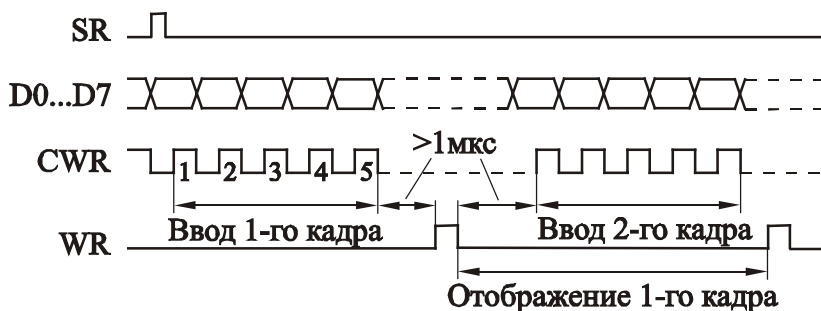 SR
D0...D7
CWR
1 2 3 4 5
>1мкс
WR
Ввод 1-го кадра
Ввод 2-го кадра
Отображение 1-го кадра